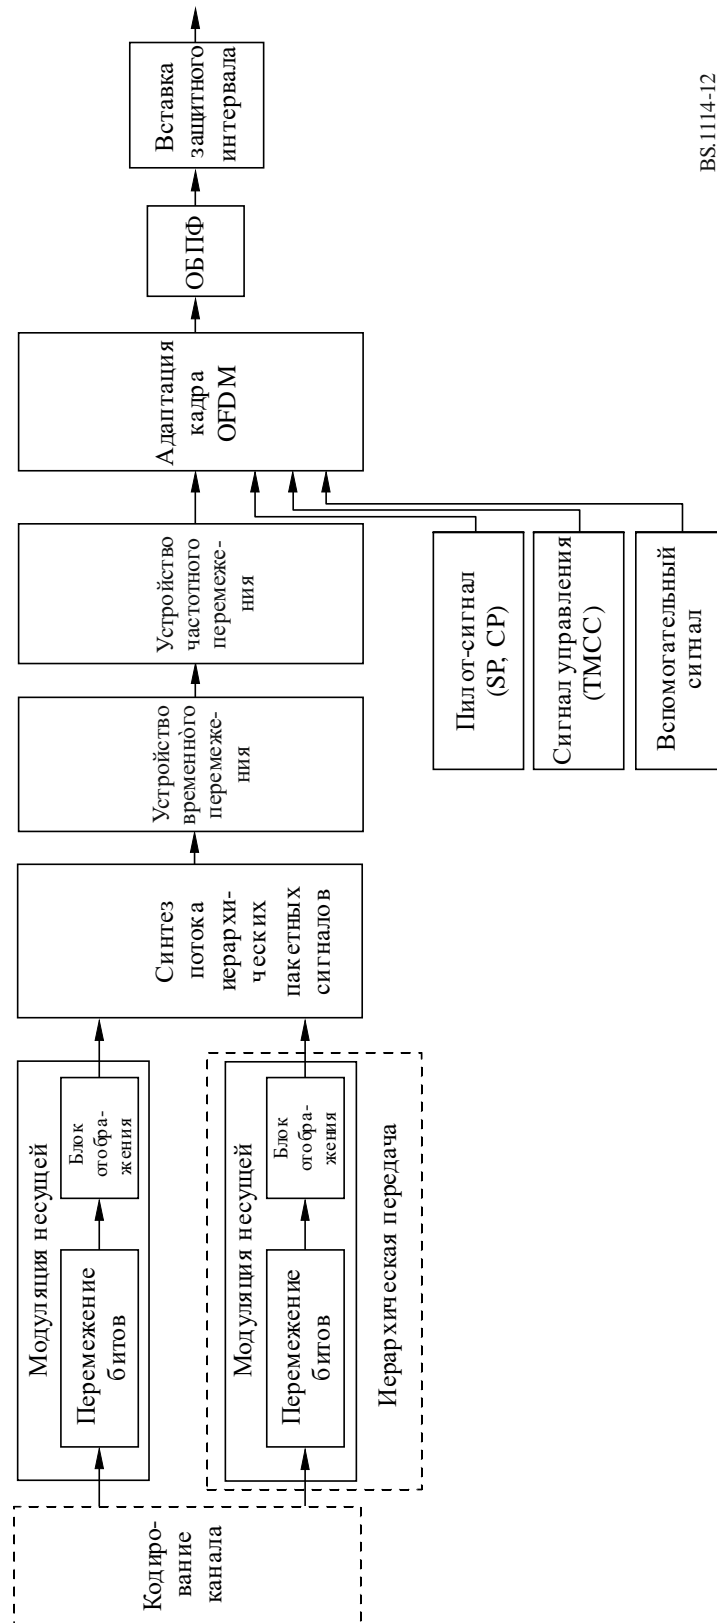 Кодиро-
вание
канала
Модуляция несущей
Перемежение
битов
Блок
отобра-
жения
Модуляция несущей
Перемежение
битов
Блок
отобра-
жения
Иерархическая передача
Синтез
потока
иерархи-
ческих
пакетных
сигналов
Устройство
временного
перемеже-
ния
Устройство
частотного
перемеже-
ния
Адаптация
кадра
OFDM
ОБПФ
Вставка
защитного
интервала
Пилот-сигнал
(SP, CP)
Сигнал управления
(TMCC)
Вспомогательный
сигнал
BS.1114-12